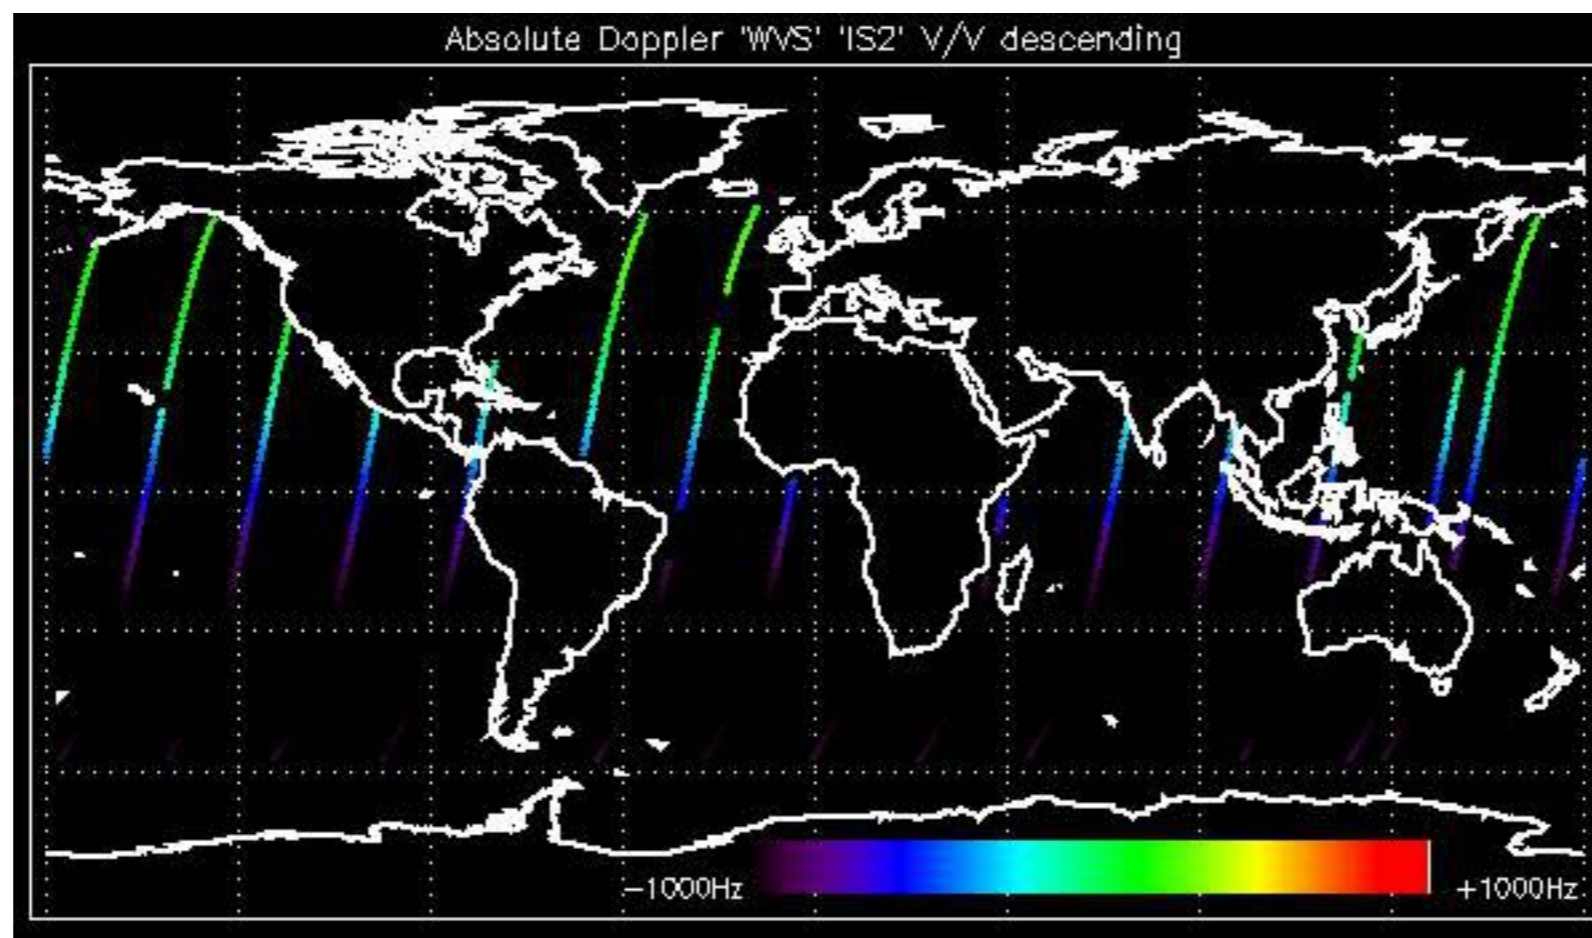 Absolute Doppler 'WVS' 'IS2' V/V descending
−1000Hz +1000Hz